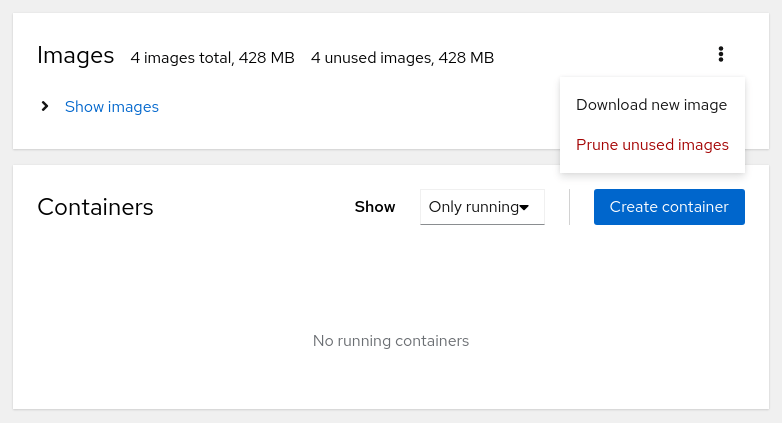 Images 4 images total, 428 MB 4 unused images, 428 MB
Show images
Download new image
Prune unused images
Containers Show Only running Create container
No running containers